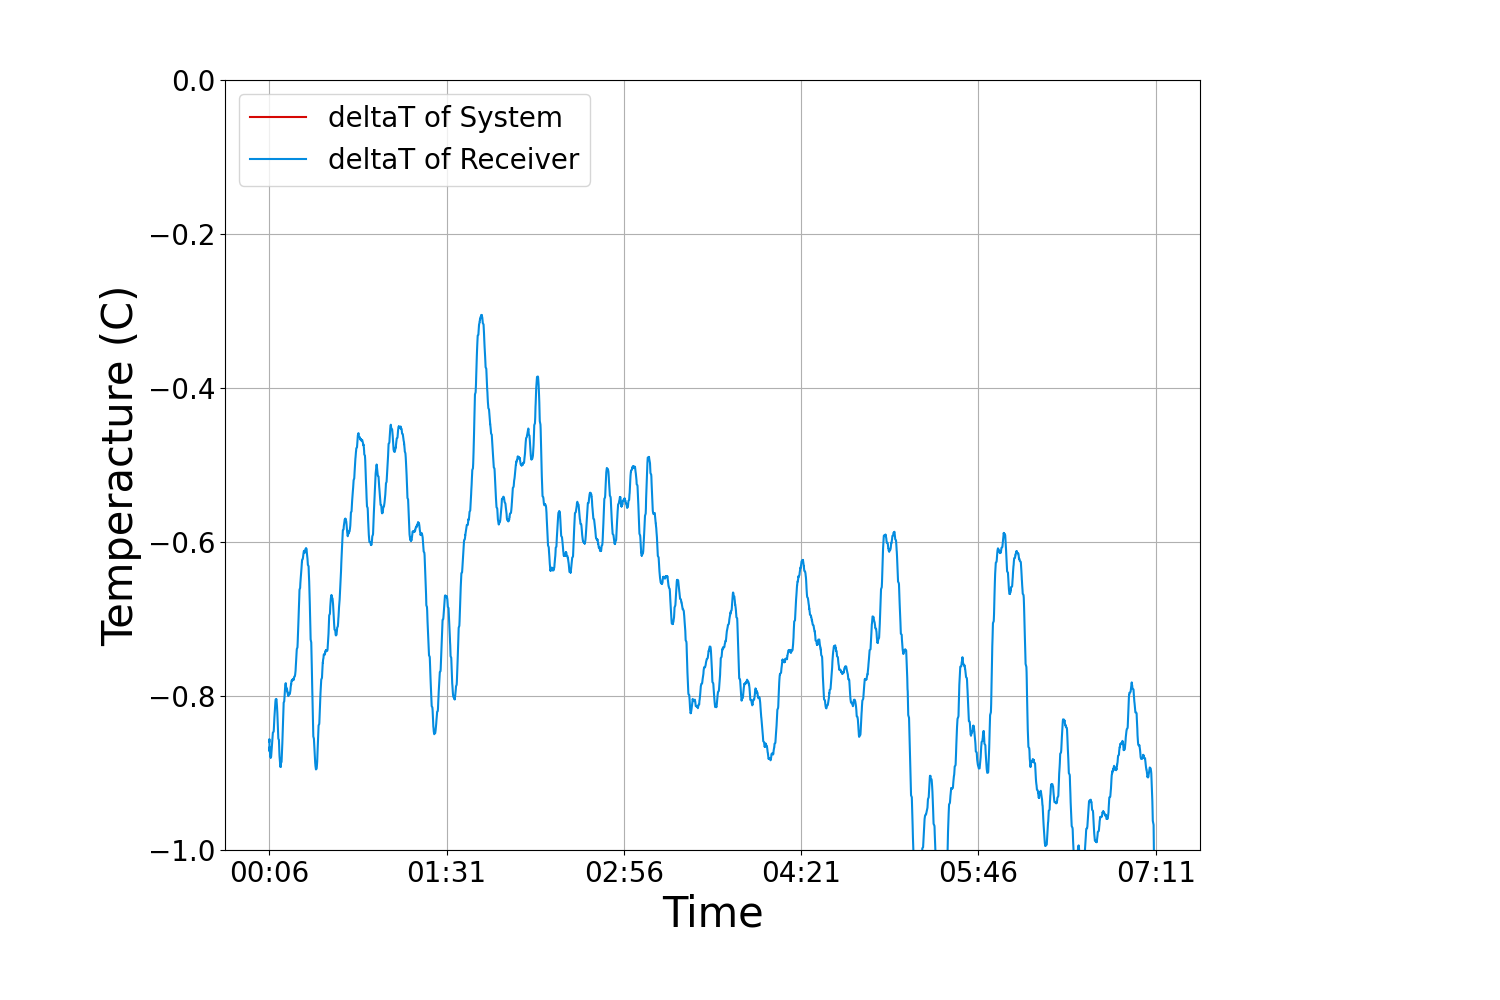 0.0
deltaT of System
deltaT of Receiver
−0.2
−0.4
−0.6
−0.8
−1.0
Temperacture (C)
00:06 01:31 02:56 04:21 05:46 07:11
Time